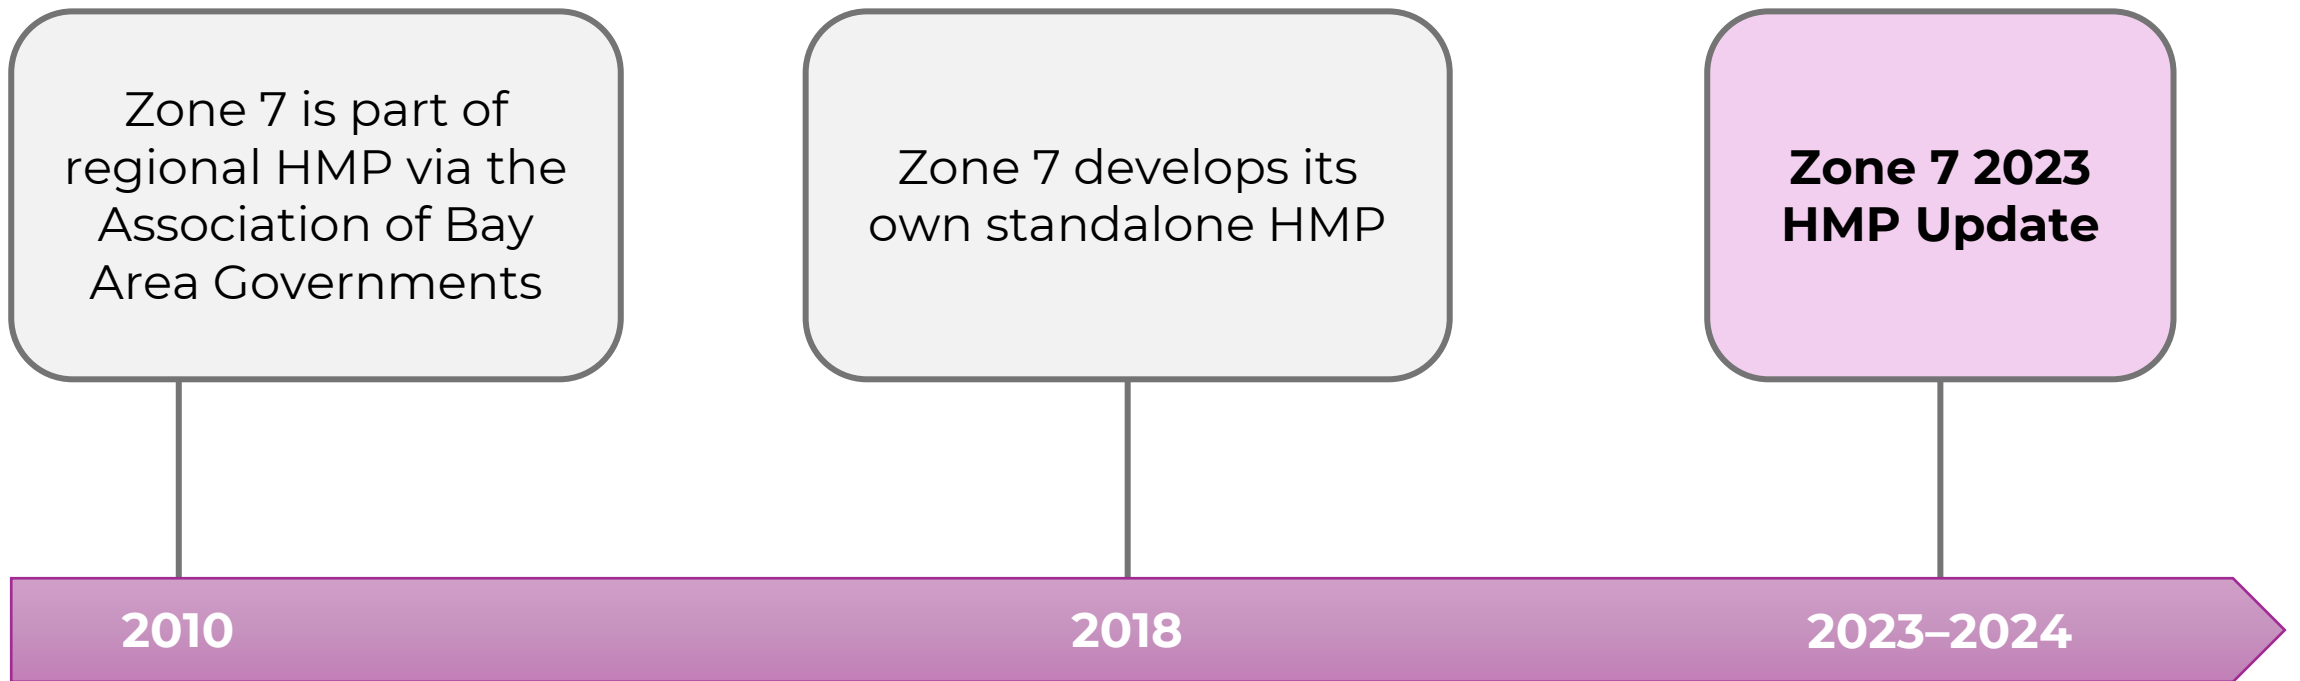 Zone 7 is part of
regional HMP via the
Association of Bay
Area Governments
Zone 7 develops its
own standalone HMP
Zone 7 2023
HMP Update
2010
2018
2023–2024